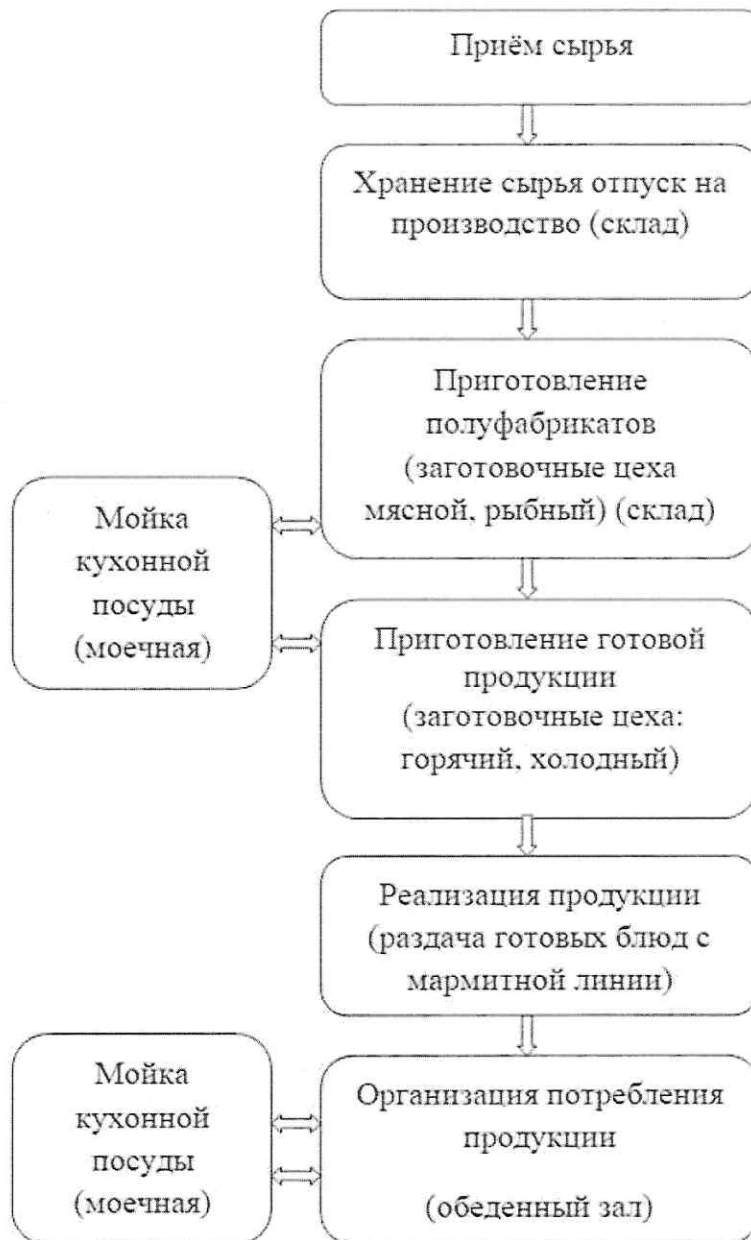 Приём сырья
Хранение сырья отпуск на
производство (склад)
Приготовление
полуфабрикатов
(заготовочные цеха
мясной, рыбный) (склад)
Мойка
кухонной
посуды
(моечная)
Приготовление готовой
продукции
(заготовочные цеха:
горячий, холодный)
Реализация продукции
(раздача готовых блюд с
мармитной линии)
Мойка
кухонной
посуды
(моечная)
Организация потребления
продукции
(обеденный зал)